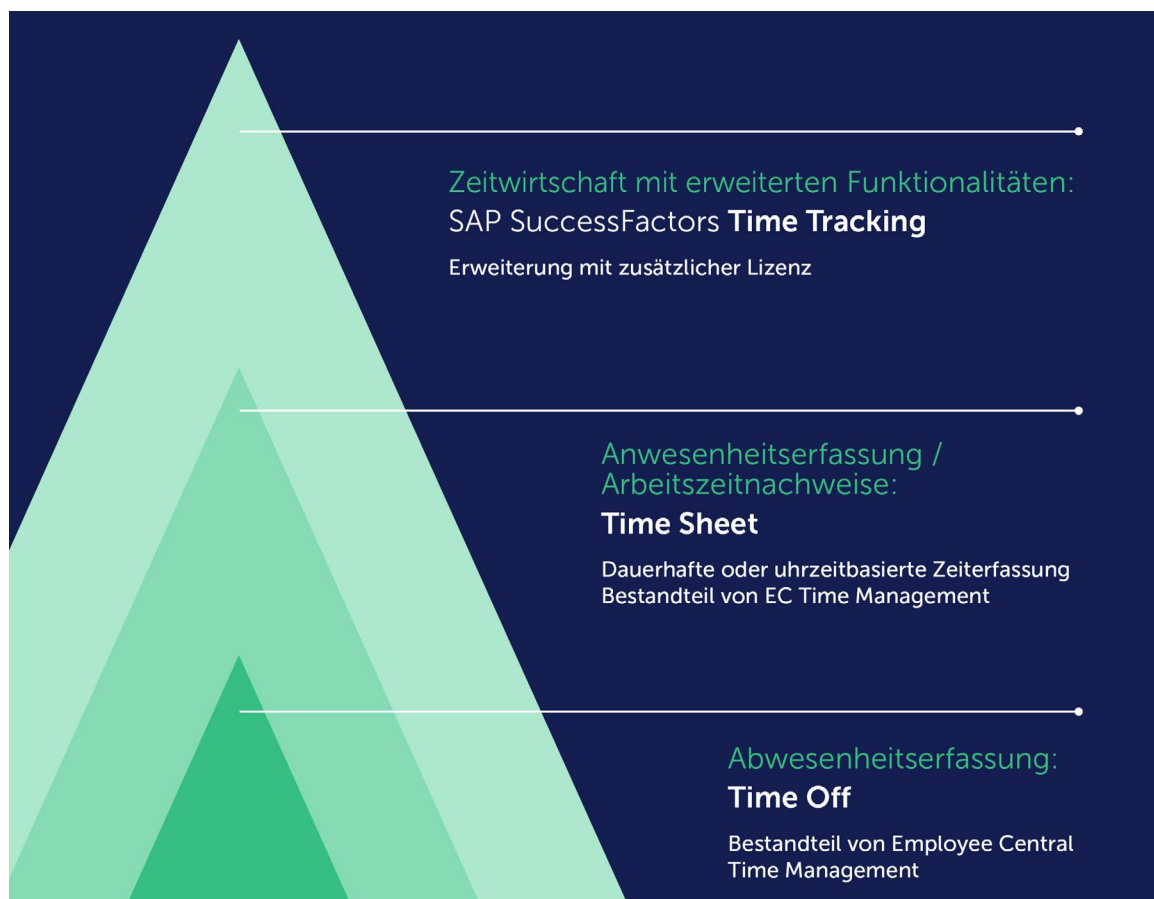 Zeitwirtschaft mit erweiterten Funktionalitäten:
SAP SuccessFactors Time Tracking
Erweiterung mit zusätzlicher Lizenz
Anwesenheitserfassung /
Arbeitszeitnachweise:
Time Sheet
Dauerhafte oder uhrzeitbasierte Zeiterfassung
Bestandteil von EC Time Management
Abwesenheitserfassung:
Time Off
Bestandteil von Employee Central
Time Management